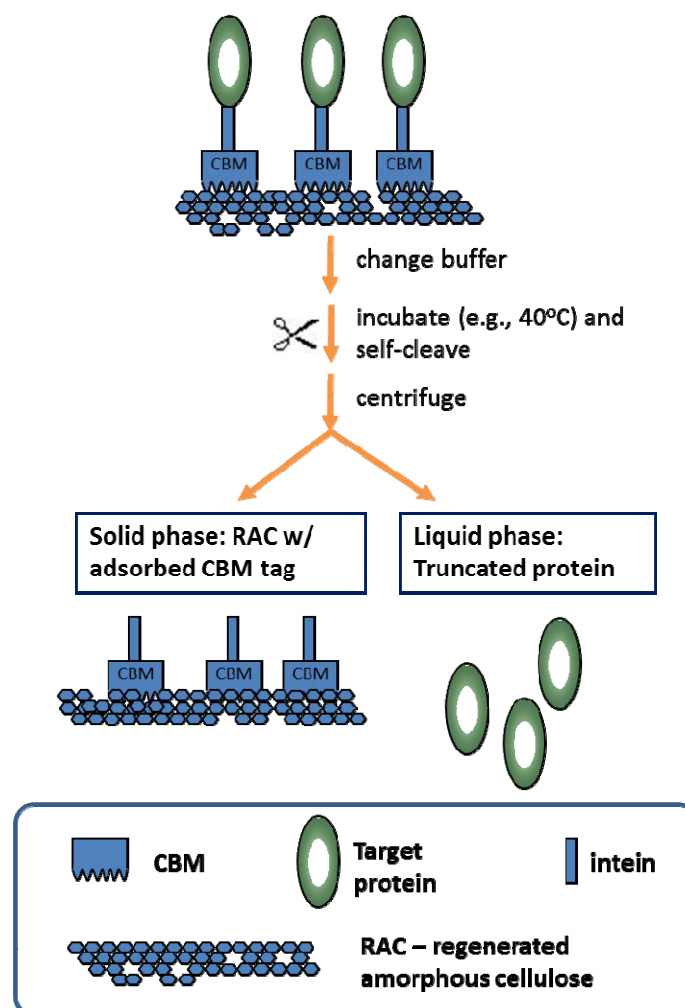 CBM CBM CBM
change buffer
incubate (e.g., 40°C) and
self-cleave
centrifuge
Solid phase: RAC w/
adsorbed CBM tag
Liquid phase:
Truncated protein
CBM CBM CBM
CBM
Target
protein
intein
RAC – regenerated
amorphous cellulose